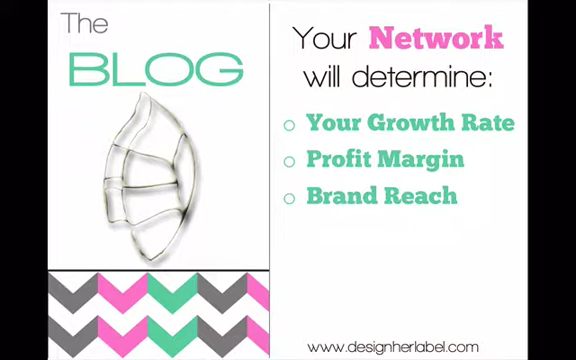 The
BLOG
Your Network
will determine:
Your Growth Rate
Profit Margin
Brand Reach
www.designherlabel.com